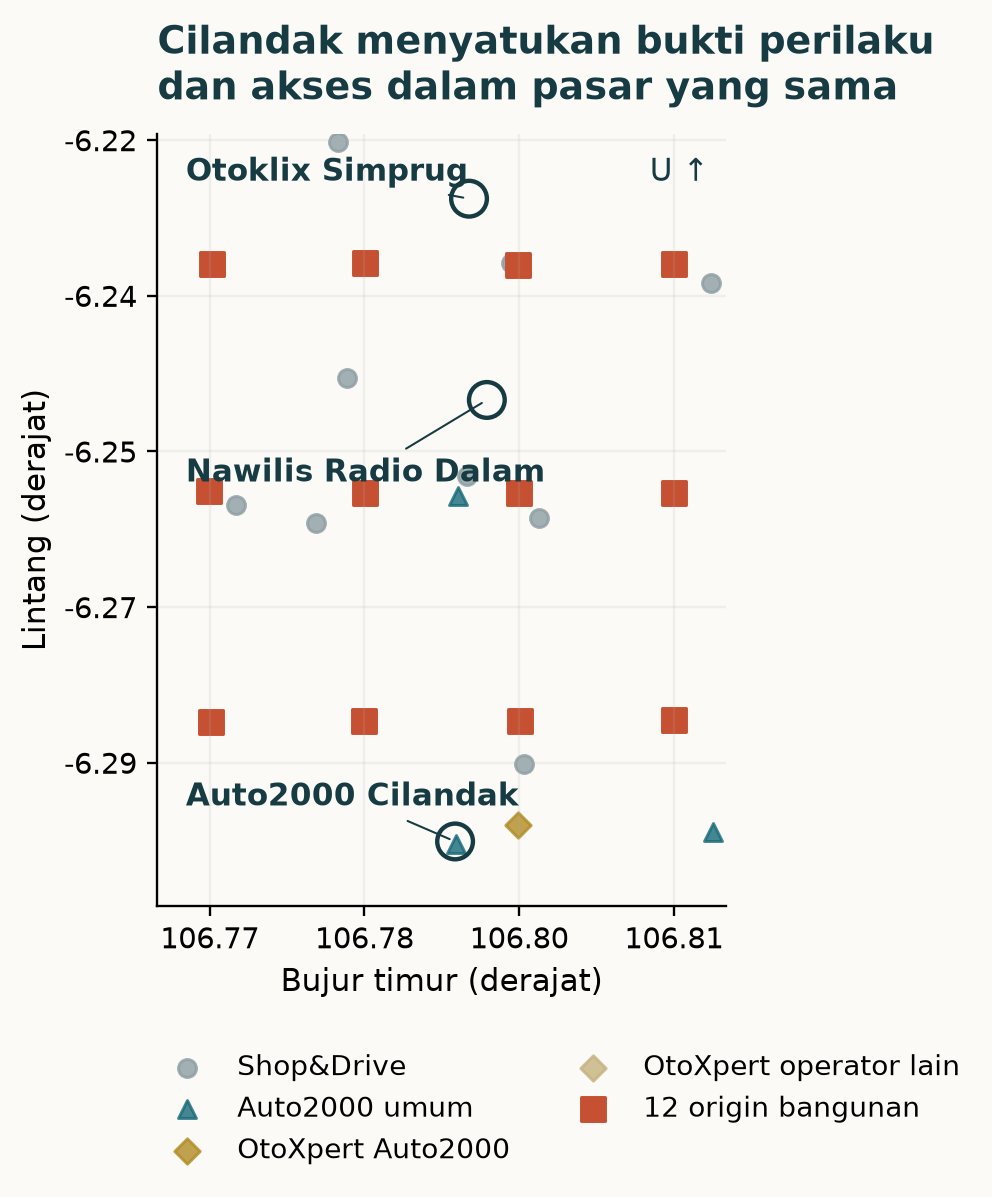 Cilandak menyatukan bukti perilaku
dan akses dalam pasar yang sama
-6.22
Otoklix Simprug
U ↑
-6.24
-6.25
Nawilis Radio Dalam
-6.27
-6.29
Auto2000 Cilandak
Lintang (derajat)
106.77
106.78
106.80
106.81
Bujur timur (derajat)
Shop&Drive
Auto2000 umum
OtoXpert Auto2000
OtoXpert operator lain
12 origin bangunan